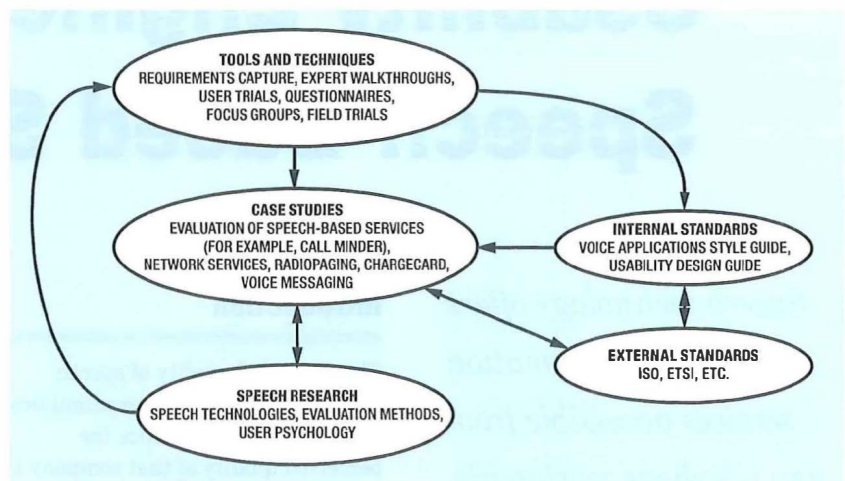 TOOLS AND TECHNIQUES
REQUIREMENTS CAPTURE, EXPERT WALKTHROUGHS,
USER TRIALS, QUESTIONNAIRES,
FOCUS GROUPS, FIELD TRIALS
CASE STUDIES
EVALUATION OF SPEECH-BASED SERVICES
(FOR EXAMPLE, CALL MINDER),
NETWORK SERVICES, RADIOPAGING, CHARGECARD,
VOICE MESSAGING
INTERNAL STANDARDS
VOICE APPLICATIONS STYLE GUIDE,
USABILITY DESIGN GUIDE
EXTERNAL STANDARDS
ISO, ETSI, ETC.
SPEECH RESEARCH
SPEECH TECHNOLOGIES, EVALUATION METHODS,
USER PSYCHOLOGY